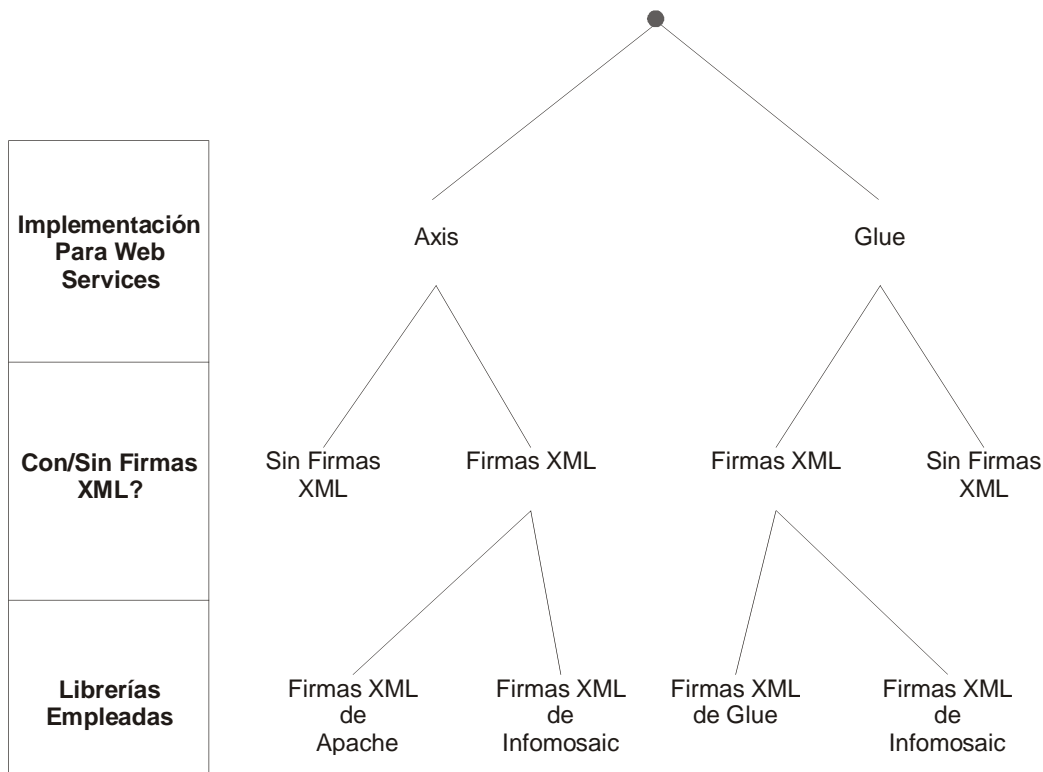 Implementación
Para Web
Services
Axis
Glue
Con/Sin Firmas
XML?
Sin Firmas
XML
Firmas XML
Firmas XML
Sin Firmas
XML
Librerías
Empleadas
Firmas XML
de
Apache
Firmas XML
de
Infomosaic
Firmas XML
de Glue
Firmas XML
de
Infomosaic